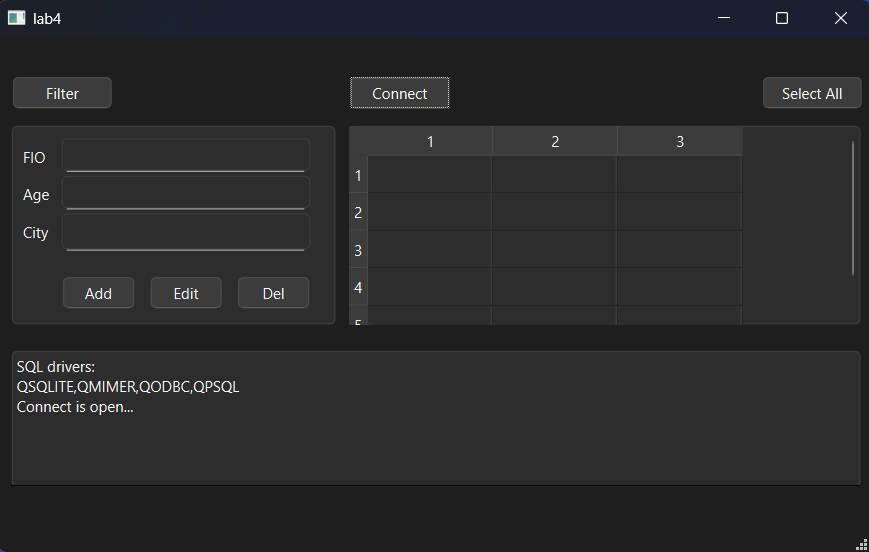 lab4
Filter
Connect
Select All
FIO
Age
City
Add Edit Del
1 2 3
1
2
3
4
5
SQL drivers:
QSQLITE,QMIMER,QODBC,QPSQL
Connect is open...